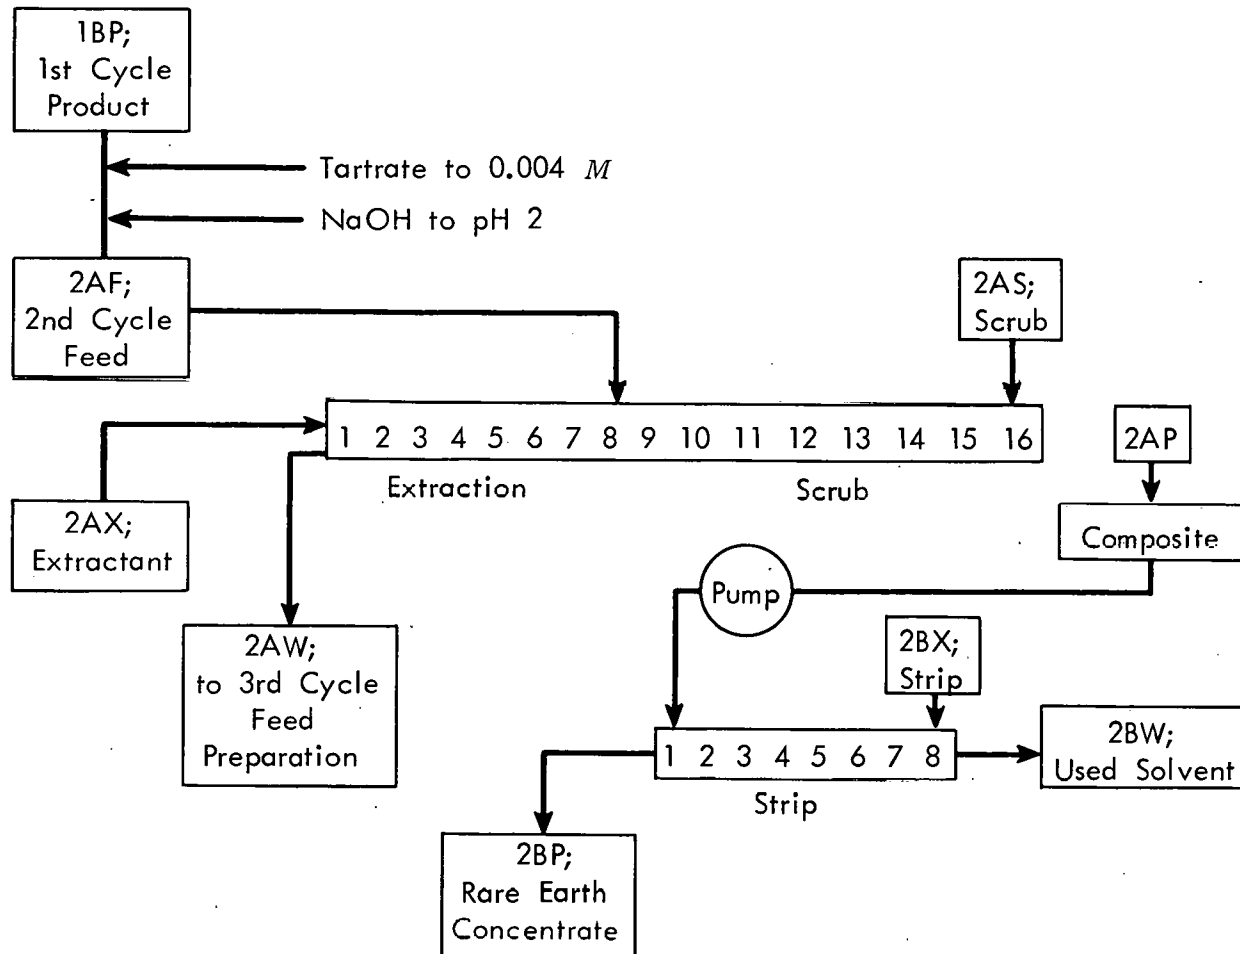 1BP;
1st Cycle
Product
Tartrate to 0.004 M
NaOH to pH 2
2AF;
2nd Cycle
Feed
2AS;
Scrub
1 2 3 4 5 6 7 8 9 10 11 12 13 14 15 16
2AP
Extraction
Scrub
2AX;
Extractant
Composite
Pump
2AW;
to 3rd Cycle
Feed
Preparation
2BX;
Strip
1 2 3 4 5 6 7 8
2BW;
Used Solvent
Strip
2BP;
Rare Earth
Concentrate